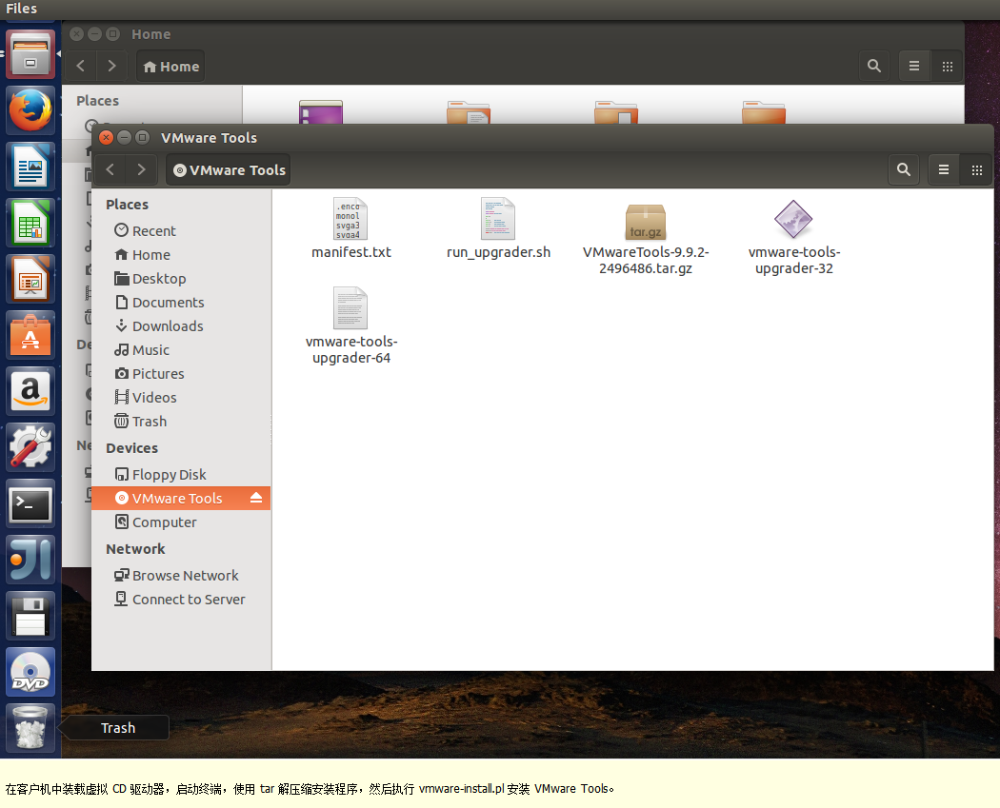 Files
Home
Home
Places
VMware Tools
VMware Tools
Places
Recent
Home
Desktop
Documents
Downloads
Music
Pictures
Videos
Trash
Devices
Floppy Disk
VMware Tools
Computer
Network
Browse Network
Connect to Server
.enco
monol
svga3
svga4
manifest.txt
run_upgrader.sh
tar.gz
VMwareTools-9.9.2-
2496486.tar.gz
vmware-tools-
upgrader-32
vmware-tools-
upgrader-64
De
Ne
A
a
>_
JI
DVD
Trash
在客户机中装载虚拟 CD 驱动器，启动终端，使用 tar 解压缩安装程序，然后执行 vmware-install.pl 安装 VMware Tools。